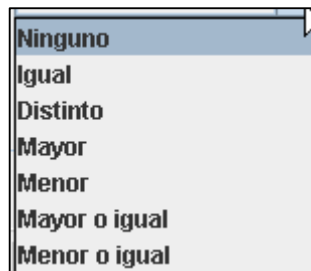 Ninguno
Igual
Distinto
Mayor
Menor
Mayor o igual
Menor o igual